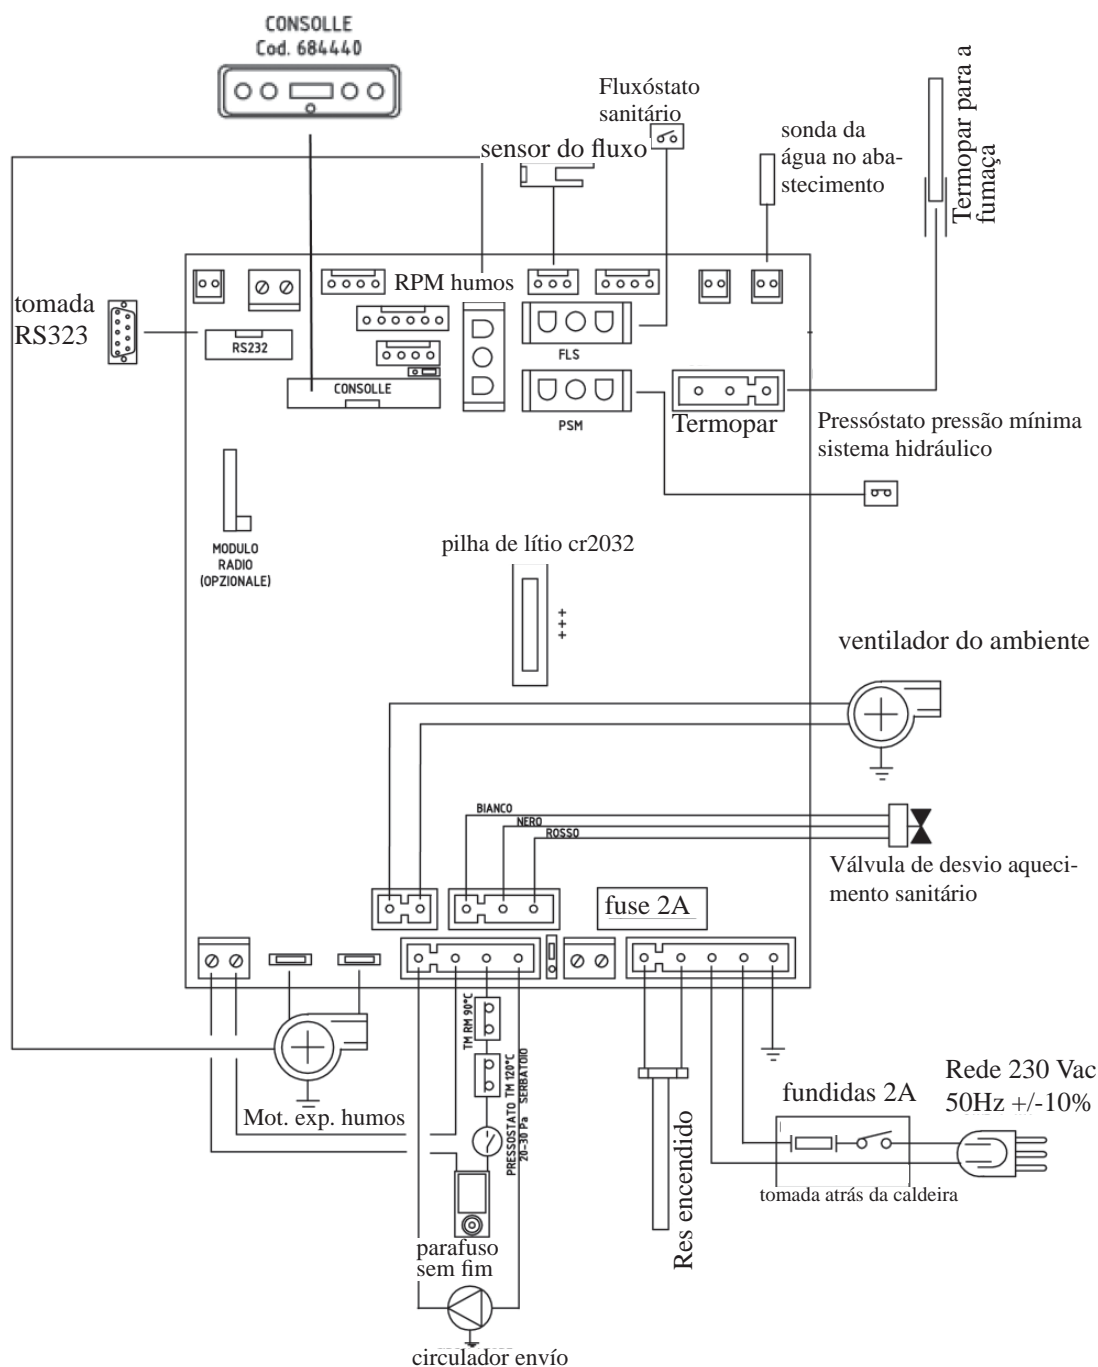 CONSOLLE
Cod. 684440
Fluxóstato
sanitário
sensor do fluxo
sonda da
água no aba-
stecimento
Termopar para a
fumaça
RPM humos
tomada
RS323
RS232
FLS
CONSOLLE
PSM
Termopar
Pressóstato pressão mínima
sistema hidráulico
MODULO
RADIO
(OPZIONALE)
pilha de lítio cr2032
+++
ventilador do ambiente
BIANCO
NERO
ROSSO
Válvula de desvio aqueci-
mento sanitário
fuse 2A
TM RM 90°C
PRESSOSTATO TM 120°C
20-30 Pa SERBATOIO
Mot. exp. humos
Res encendido
fundidas 2A
Rede 230 Vac
50Hz +/-10%
tomada atrás da caldeira
parafuso
sem fim
circulador envío